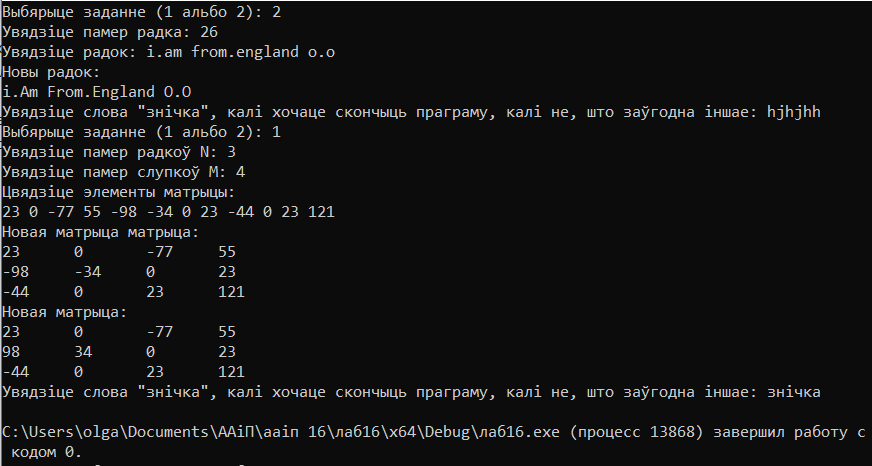 Выбярыце заданне (1 альбо 2): 2
Увядзіце памер радка: 26
Увядзіце радок: i.am from.england o.o
Новы радок:
i.Am From.England O.O
Увядзіце слова "знічка", калі хочаце скончыць праграму, калі не, што заўгодна іншае: hjhjhh
Выбярыце заданне (1 альбо 2): 1
Увядзіце памер радкоў N: 3
Увядзіце памер слупкоў M: 4
Цвядзіце элементы матрыцы:
23 0 -77 55 -98 -34 0 23 -44 0 23 121
Новая матрыца матрыца:
23 0 -77 55
-98 -34 0 23
-44 0 23 121
Новая матрыца:
23 0 -77 55
98 34 0 23
-44 0 23 121
Увядзіце слова "знічка", калі хочаце скончыць праграму, калі не, што заўгодна іншае: знічка
C:\Users\olga\Documents\ААіП\ааіп 16\лаб16\x64\Debug\лаб16.exe (процесс 13868) завершил работу с
кодом 0.